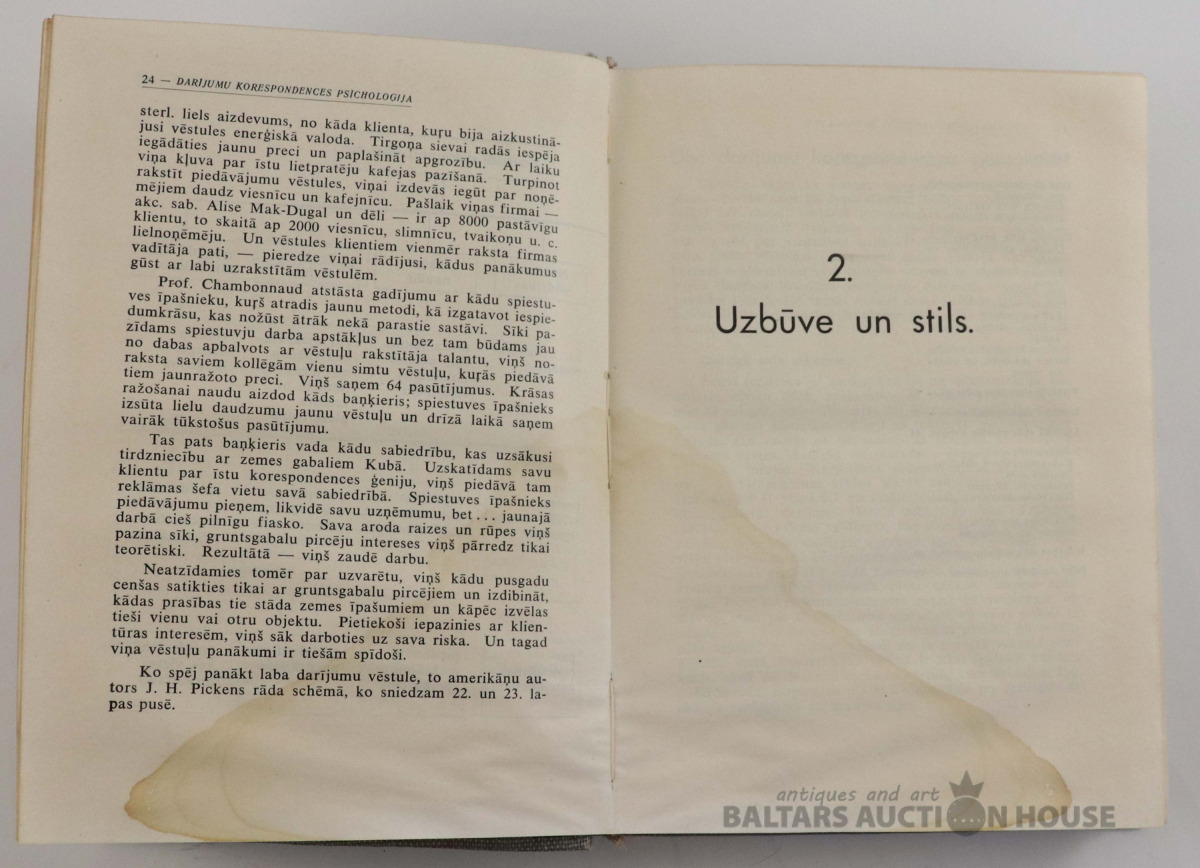 24 — DARĪJUMU KORESPONDENCES PSĪCHOLOGIJA
sterl. liels aizdevums, no kāda klienta, kuŗu bija aizkustinā-
jusi vēstules enerģiskā valoda. Tirgoņa sievai radās iespēja
iegādāties jaunu preci un paplašināt apgrozību. Ar laiku
viņa kļuva par īstu lietpratēju kafejas pazīšanā. Turpinot
rakstīt piedāvājumu vēstules, viņai izdevās iegūt par noņē-
mējiem daudz viesnīcu un kafejnīcu. Pašlaik viņas firmai —
akc. sab. Alise Mak-Dugal un dēli — ir ap 8000 pastāvīgu
klientu, to skaitā ap 2000 viesnīcu, slimnīcu, tvaikoņu u. c.
lielnoņēmēju. Un vēstules klientiem vienmēr raksta firmas
vadītāja pati, — pieredze viņai rādījusi, kādus panākumus
gūst ar labi uzrakstītām vēstulēm.
Prof. Chambonnaud atstāsta gadījumu ar kādu spiestu-
ves īpašnieku, kuŗš atradis jaunu metodi, kā izgatavot iespie-
dumkrāsu, kas nožūst ātrāk nekā parastie sastāvi. Sīki pa-
zīdams spiestuvju darba apstākļus un bez tam būdams jau
no dabas apbalvots ar vēstuļu rakstītāja talantu, viņš no-
raksta saviem kollēgām vienu simtu vēstuļu, kuŗās piedāvā
tiem jaunražoto preci. Viņš saņem 64 pasūtījumus. Krāsas
ražošanai naudu aizdod kāds baņķieris; spiestuves īpašnieks
izsūta lielu daudzumu jaunu vēstuļu un drīzā laikā saņem
vairāk tūkstošus pasūtījumu.
Tas pats baņķieris vada kādu sabiedrību, kas uzsākusi
tirdzniecību ar zemes gabaliem Kubā. Uzskatīdams savu
klientu par īstu korespondences ģeniju, viņš piedāvā tam
reklāmas šefa vietu savā sabiedrībā. Spiestuves īpašnieks
piedāvājumu pieņem, likvidē savu uzņēmumu, bet ... jaunajā
darbā cieš pilnīgu fiasko. Sava aroda raizes un rūpes viņš
pazina sīki, gruntsgabalu pircēju intereses viņš pārredz tikai
teorētiski. Rezultātā — viņš zaudē darbu.
Neatzīdamies tomēr par uzvarētu, viņš kādu pusgadu
cenšas satikties tikai ar gruntsgabalu pircējiem un izdibināt,
kādas prasības tie stāda zemes īpašumiem un kāpēc izvēlas
tieši vienu vai otru objektu. Pietiekoši iepazinies ar klien-
tūras interesēm, viņš sāk darboties uz sava riska. Un tagad
viņa vēstuļu panākumi ir tiešām spīdoši.
Ko spēj panākt laba darījumu vēstule, to amerikāņu au-
tors J. H. Pickens rāda schēmā, ko sniedzam 22. un 23. la-
pas pusē.
2.
Uzbūve un stils.
antiques and art
BALTARS AUCTION HOUSE